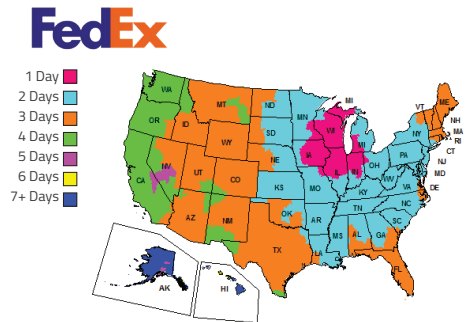 FedEx
1 Day
2 Days
3 Days
4 Days
5 Days
6 Days
7+ Days
WA
OR
CA
NV
ID
MT
WY
UT
AZ
CO
NM
ND
SD
NE
KS
OK
TX
MN
IA
MO
AR
LA
WI
IL
MI
MI
IN
OH
KY
TN
MS
AL
GA
FL
SC
NC
VA
WV
PA
NY
VT
ME
NH
MA
RI
CT
NJ
MD
DE
AK
HI